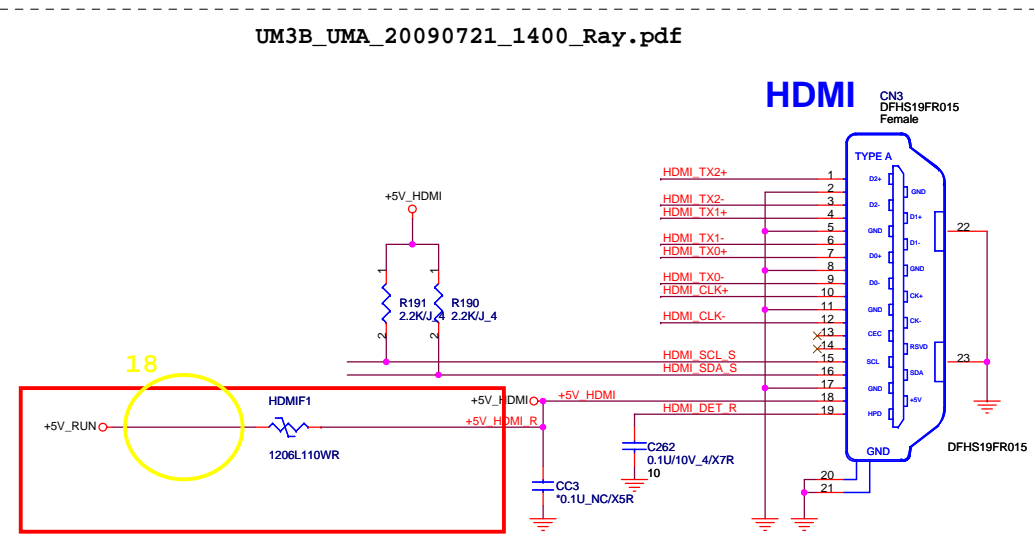 UM3B_UMA_20090721_1400_Ray.pdf
HDMI
CN3
DFHS19FR015
Female
TYPE A
HDMI_TX2+ 1 D2+
2 GND
HDMI_TX2- 3 D2-
HDMI_TX1+ 4 D1+
5 GND
HDMI_TX1- 6 D1-
HDMI_TX0+ 7 D0+
8 GND
HDMI_TX0- 9 D0-
HDMI_CLK+ 10 CK+
11 GND
HDMI_CLK- 12 CK-
13 CEC
14 RSVD
HDMI_SCL_S 15 SCL
HDMI_SDA_S 16 SDA
17 GND
+5V_HDMI +5V_HDMI 18 +5V
HDMI_DET_R 19 HPD
22
23
GND
20
21
DFHS19FR015
+5V_HDMI
1 1
R191 R190
2.2K/J_4 2.2K/J_4
2 2
18
HDMIF1
+5V_RUN
+5V_HDMI_R
1206L110WR
C262
0.1U/10V_4/X7R
10
CC3
*0.1U_NC/X5R